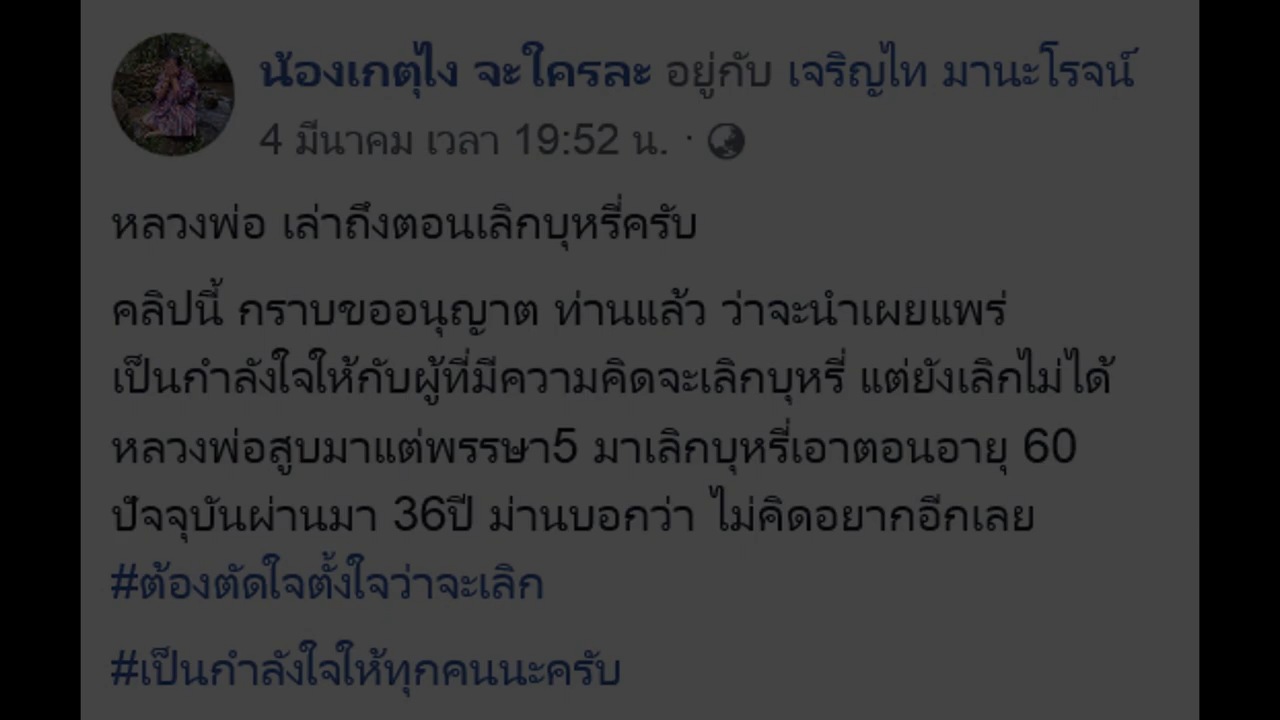 น้องเกตุไง จะใครละ อยู่กับ เจริญไท มานะโรจน์
4 มีนาคม เวลา 19:52 น. ·
หลวงพ่อ เล่าถึงตอนเลิกบุหรี่ครับ
คลิปนี้ กราบขออนุญาต ท่านแล้ว ว่าจะนำเผยแพร่
เป็นกำลังใจให้กับผู้ที่มีความคิดจะเลิกบุหรี่ แต่ยังเลิกไม่ได้
หลวงพ่อสูบมาแต่พรรษา5 มาเลิกบุหรี่เอาตอนอายุ 60
ปัจจุบันผ่านมา 36ปี ม่านบอกว่า ไม่คิดอยากอีกเลย
#ต้องตัดใจตั้งใจว่าจะเลิก
#เป็นกำลังใจให้ทุกคนนะครับ